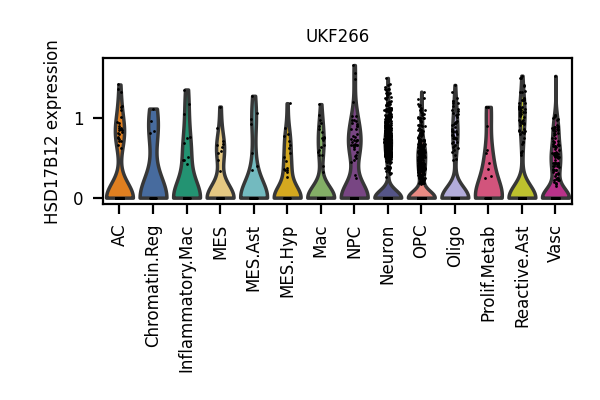 UKF266
HSD17B12 expression
1
0
AC
Chromatin.Reg
Inflammatory.Mac
MES
MES.Ast
MES.Hyp
Mac
NPC
Neuron
OPC
Oligo
Prolif.Metab
Reactive.Ast
Vasc